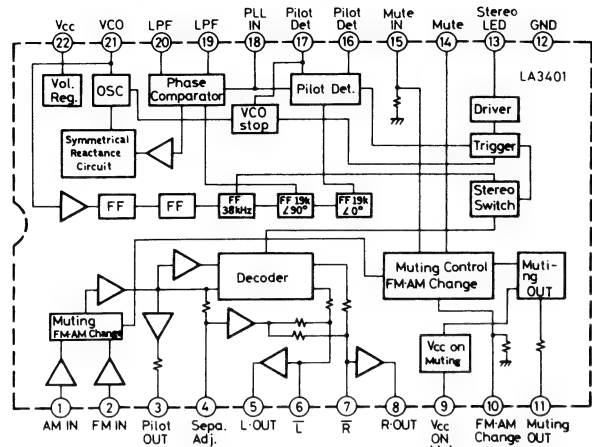 Vcc VCO LPF LPF PLL IN Pilot Det Pilot Det Mute IN Mute Stereo LED GND
22 21 20 19 18 17 16 15 14 13 12
LA3401
Vol. Reg.
OSC
Phase Comparator
Pilot Det.
VCO stop
Driver
Symmetrical Reactance Circuit
Trigger
Stereo Switch
FF
FF
FF 38kHz
FF 19k ∠90°
FF 19k ∠0°
Decoder
Muting Control FM·AM Change
Muti- ng OUT
Muting FM·AM Change
Vcc on Muting
1 2 3 4 5 6 7 8 9 10 11
AM IN FM IN Pilot OUT Sepa. Adj. L·OUT L̅ R̅ R·OUT Vcc ON FM·AM Change Muting OUT